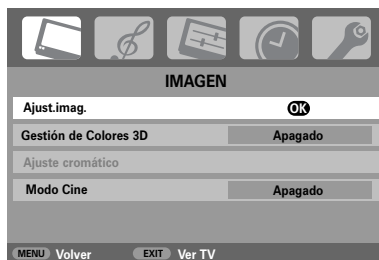 IMAGEN
Ajust.imag. OK
Gestión de Colores 3D Apagado
Ajuste cromático
Modo Cine Apagado
MENU Volver EXIT Ver TV